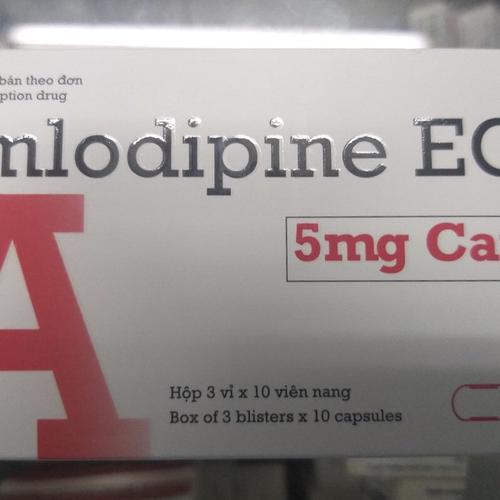 bán theo đơn
ption drug
mlodipine EC
5mg Ca
A
Hộp 3 vỉ x 10 viên nang
Box of 3 blisters x 10 capsules